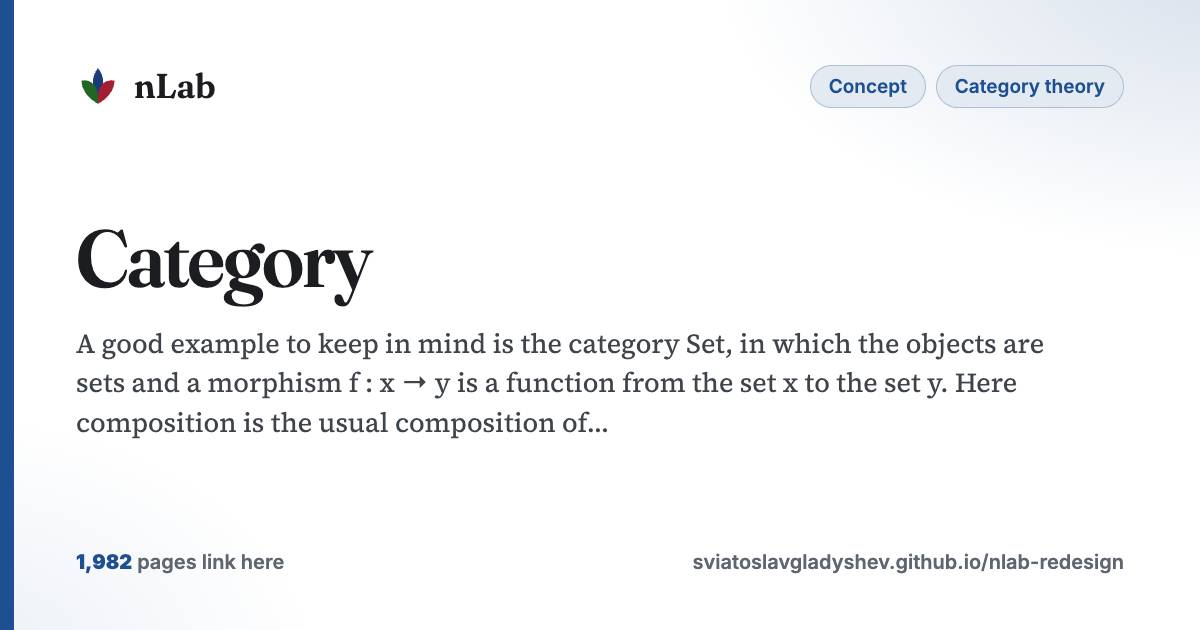 nLab
Concept
Category theory
Category
A good example to keep in mind is the category Set, in which the objects are
sets and a morphism f : x → y is a function from the set x to the set y. Here
composition is the usual composition of...
1,982 pages link here
sviatoslavgladyshev.github.io/nlab-redesign